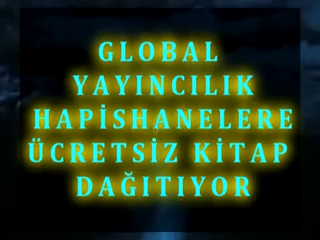 GLOBAL
YAYINCILIK
HAPİSHANELERE
ÜCRETSİZ KİTAP
DAĞITIYOR